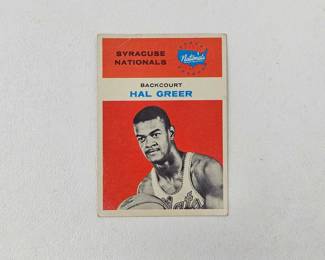 SYRACUSE
NATIONALS
Nationals
BACKCOURT
HAL GREER